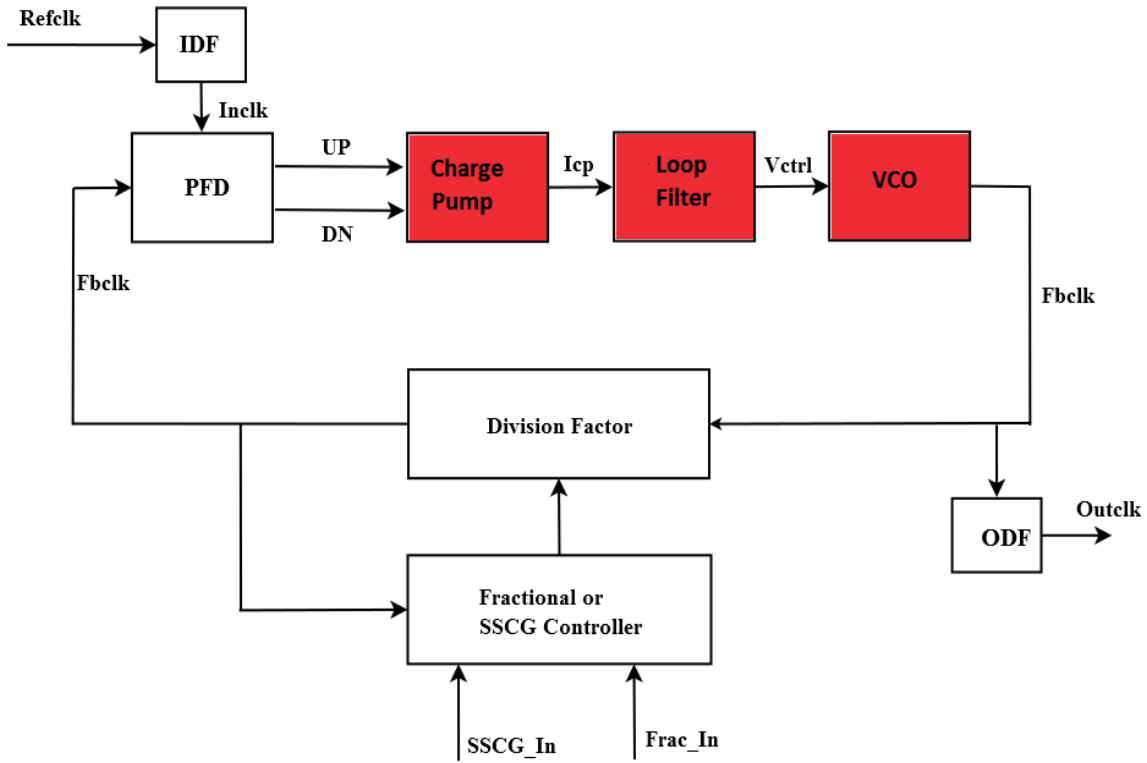 Refclk
IDF
Inclk
PFD
UP
DN
Charge
Pump
Icp
Loop
Filter
Vctrl
VCO
Fbclk
Fbclk
Division Factor
ODF
Outclk
Fractional or
SSCG Controller
SSCG_In
Frac_In